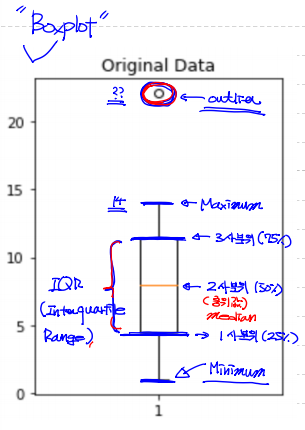 "Boxplot"
Original Data
22 ← outlier
20
15
14 ← Maximum
← 3사분위 (75%)
10
IQR
(Interquartile
Range)
← 2사분위 (50%)
(중위값)
median
5
→ 1사분위 (25%)
Minimum
0
1